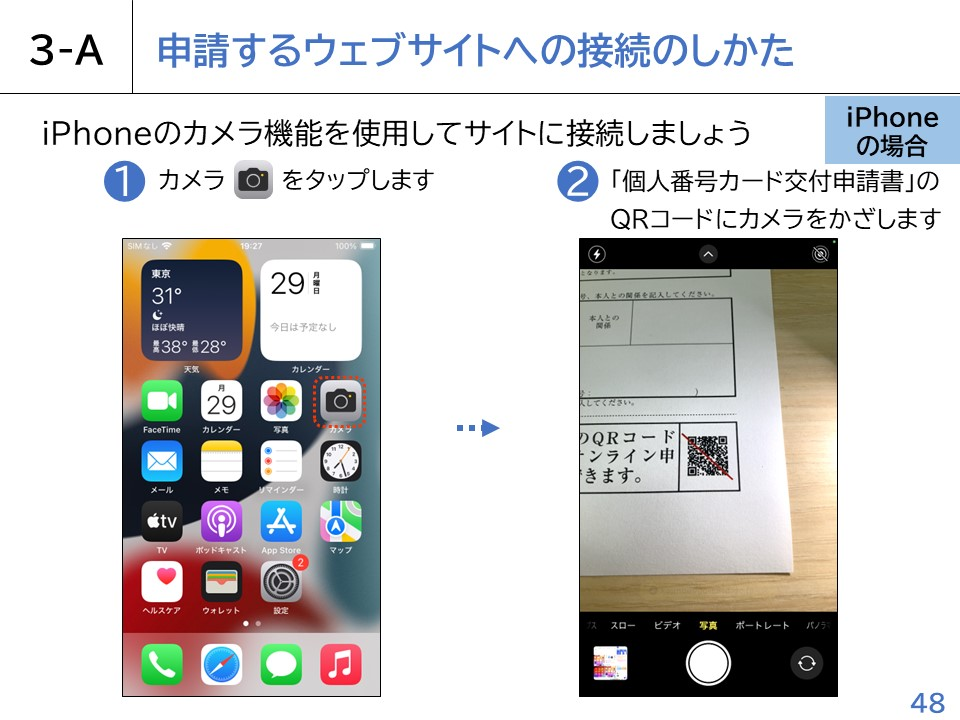 3-A
申請するウェブサイトへの接続のしかた
iPhone
の場合
iPhoneのカメラ機能を使用してサイトに接続しましょう
1 カメラ をタップします
2 「個人番号カード交付申請書」の
QRコードにカメラをかざします
SIMなし 19:27 100%
東京
31°
ほぼ快晴
最高38° 最低28°
天気
29 月曜日
今日は予定なし
カレンダー
月
29
FaceTime カレンダー 写真 カメラ
メール メモ リマインダー 時計
tv
TV ポッドキャスト App Store マップ
2
ヘルスケア ウォレット 設定
になります。
号、本人との関係を記入してください。
本人との
関係
入してください。
のQRコード
オンライン申
できます。
スロー ビデオ 写真 ポートレート パノラマ
48